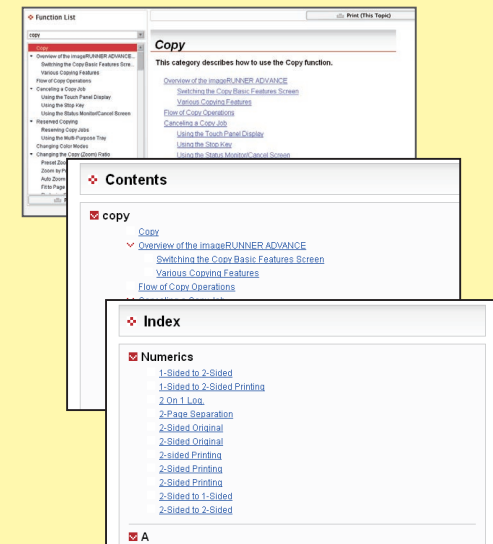 Function List
Print (This Topic)
copy
Copy
Overview of the imageRUNNER ADVANCE...
Switching the Copy Basic Features Scre...
Various Copying Features
Flow of Copy Operations
Canceling a Copy Job
Using the Touch Panel Display
Using the Stop Key
Using the Status Monitor/Cancel Screen
Reserved Copying
Reserving Copy Jobs
Using the Multi-Purpose Tray
Changing Color Modes
Changing the Copy (Zoom) Ratio
Preset Zoo
Zoom by P
Auto Zoom
Fit to Page
Copy
This category describes how to use the Copy function.
Overview of the imageRUNNER ADVANCE
Switching the Copy Basic Features Screen
Various Copying Features
Flow of Copy Operations
Canceling a Copy Job
Using the Touch Panel Display
Using the Stop Key
Using the Status Monitor/Cancel Screen
Contents
copy
Copy
Overview of the imageRUNNER ADVANCE
Switching the Copy Basic Features Screen
Various Copying Features
Flow of Copy Operations
Index
Numerics
1-Sided to 2-Sided
1-Sided to 2-Sided Printing
2 On 1 Log.
2-Page Separation
2-Sided Original
2-Sided Original
2-sided Printing
2-Sided Printing
2-Sided Printing
2-Sided to 1-Sided
2-Sided to 2-Sided
A